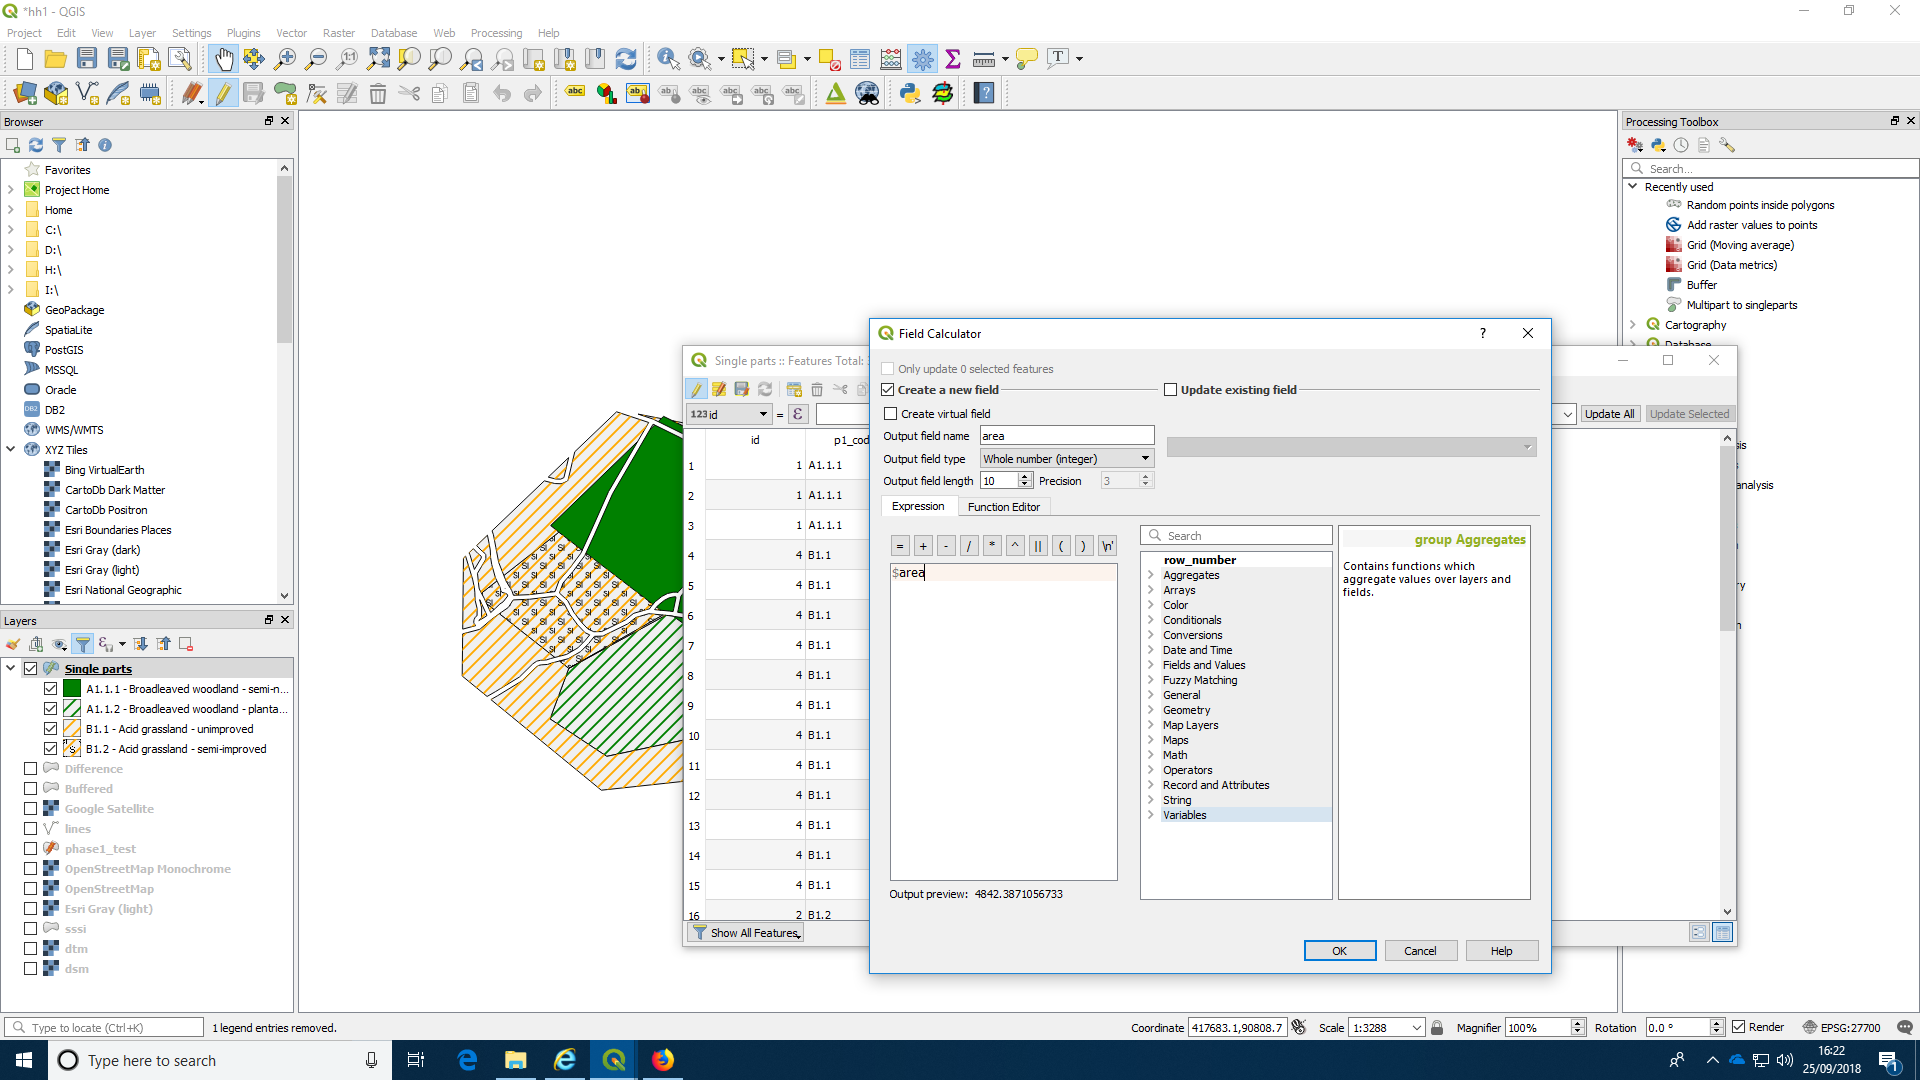 *hh1 - QGIS
Project Edit View Layer Settings Plugins Vector Raster Database Web Processing Help
Browser
Favorites
Project Home
Home
C:\
D:\
H:\
I:\
GeoPackage
SpatiaLite
PostGIS
MSSQL
Oracle
DB2
WMS/WMTS
XYZ Tiles
Bing VirtualEarth
CartoDb Dark Matter
CartoDb Positron
Esri Boundaries Places
Esri Gray (dark)
Esri Gray (light)
Esri National Geographic
Layers
Single parts
A1.1.1 - Broadleaved woodland - semi-n...
A1.1.2 - Broadleaved woodland - planta...
B1.1 - Acid grassland - unimproved
B1.2 - Acid grassland - semi-improved
Difference
Buffered
Google Satellite
lines
phase1_test
OpenStreetMap Monochrome
OpenStreetMap
Esri Gray (light)
sssi
dtm
dsm
Single parts :: Features Total:
123 id = ε
Update All Update Selected
id p1_cod
1 1 A1.1.1
2 1 A1.1.1
3 1 A1.1.1
4 4 B1.1
5 4 B1.1
6 4 B1.1
7 4 B1.1
8 4 B1.1
9 4 B1.1
10 4 B1.1
11 4 B1.1
12 4 B1.1
13 4 B1.1
14 4 B1.1
15 4 B1.1
16 2 B1.2
Show All Features
Field Calculator
Only update 0 selected features
Create a new field
Update existing field
Create virtual field
Output field name area
Output field type Whole number (integer)
Output field length 10 Precision 3
Expression Function Editor
= + - / * ^ || ( ) '\n'
$area
Output preview: 4842.3871056733
Search
row_number
Aggregates
Arrays
Color
Conditionals
Conversions
Date and Time
Fields and Values
Fuzzy Matching
General
Geometry
Map Layers
Maps
Math
Operators
Record and Attributes
String
Variables
group Aggregates
Contains functions which
aggregate values over layers and
fields.
OK Cancel Help
Processing Toolbox
Search...
Recently used
Random points inside polygons
Add raster values to points
Grid (Moving average)
Grid (Data metrics)
Buffer
Multipart to singleparts
Cartography
Database
Type to locate (Ctrl+K) 1 legend entries removed. Coordinate 417683.1,90808.7 Scale 1:3288 Magnifier 100% Rotation 0.0 ° Render EPSG:27700
Type here to search
16:22
25/09/2018
1